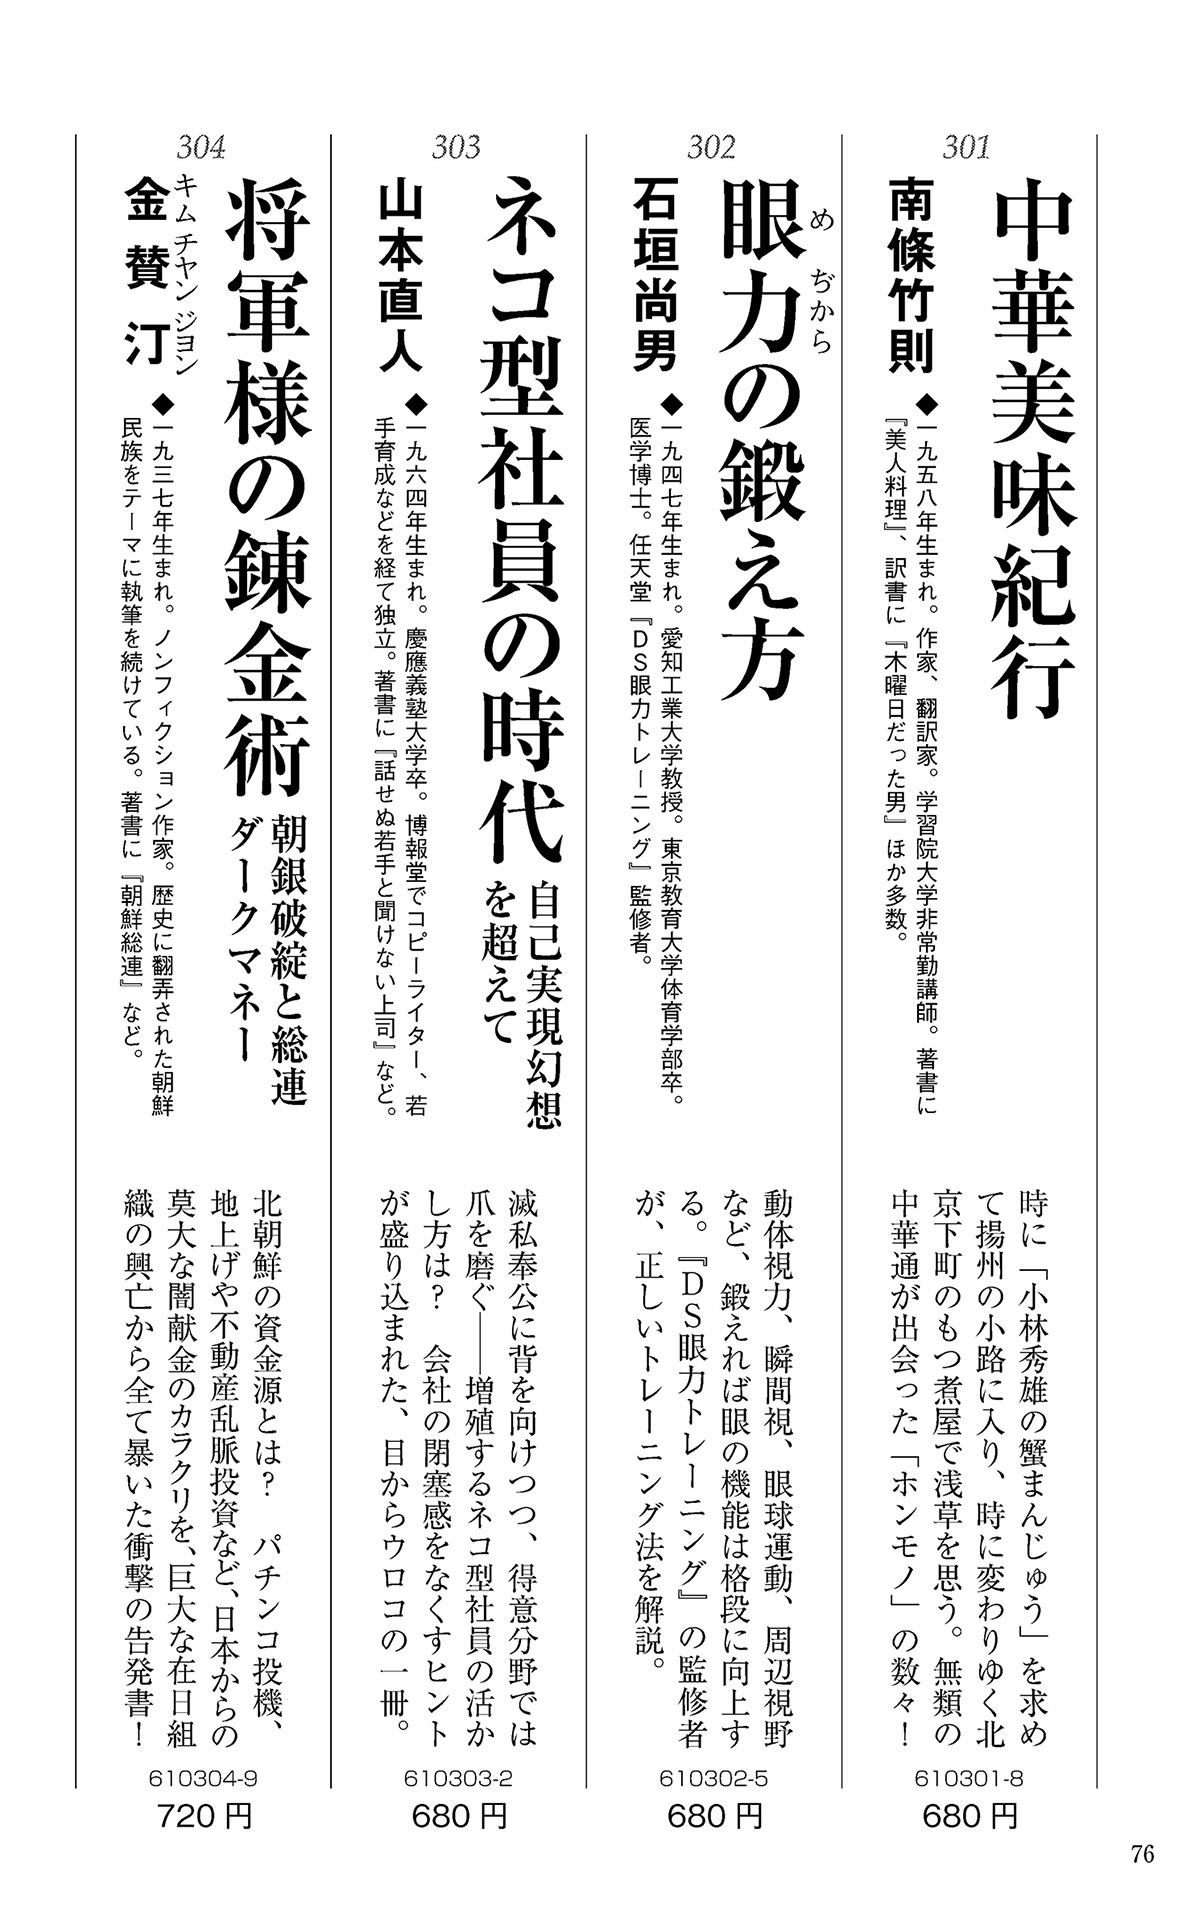 301
中華美味紀行
南條竹則
◆一九五八年生まれ。作家、翻訳家。学習院大学非常勤講師。著書に
『美人料理』、訳書に『木曜日だった男』ほか多数。
時に「小林秀雄の蟹まんじゅう」を求め
て揚州の小路に入り、時に変わりゆく北
京下町のもつ煮屋で浅草を思う。無類の
中華通が出会った「ホンモノ」の数々！
610301-8
680円
302
眼力の鍛え方
め ぢから
石垣尚男
◆一九四七年生まれ。愛知工業大学教授。東京教育大学体育学部卒。
医学博士。任天堂『DS眼力トレーニング』監修者。
動体視力、瞬間視、眼球運動、周辺視野
など、鍛えれば眼の機能は格段に向上す
る。『DS眼力トレーニング』の監修者
が、正しいトレーニング法を解説。
610302-5
680円
303
ネコ型社員の時代
自己実現幻想
を超えて
山本直人
◆一九六四年生まれ。慶應義塾大学卒。博報堂でコピーライター、若
手育成などを経て独立。著書に『話せぬ若手と聞けない上司』など。
滅私奉公に背を向けつつ、得意分野では
爪を磨ぐ――増殖するネコ型社員の活か
し方は？　会社の閉塞感をなくすヒント
が盛り込まれた、目からウロコの一冊。
610303-2
680円
304
将軍様の錬金術
朝銀破綻と総連
ダークマネー
キム チャン ジョン
金 賛 汀
◆一九三七年生まれ。ノンフィクション作家。歴史に翻弄された朝鮮
民族をテーマに執筆を続けている。著書に『朝鮮総連』など。
北朝鮮の資金源とは？　パチンコ投機、
地上げや不動産乱脈投資など、日本からの
莫大な闇献金のカラクリを、巨大な在日組
織の興亡から全て暴いた衝撃の告発書！
610304-9
720円
76